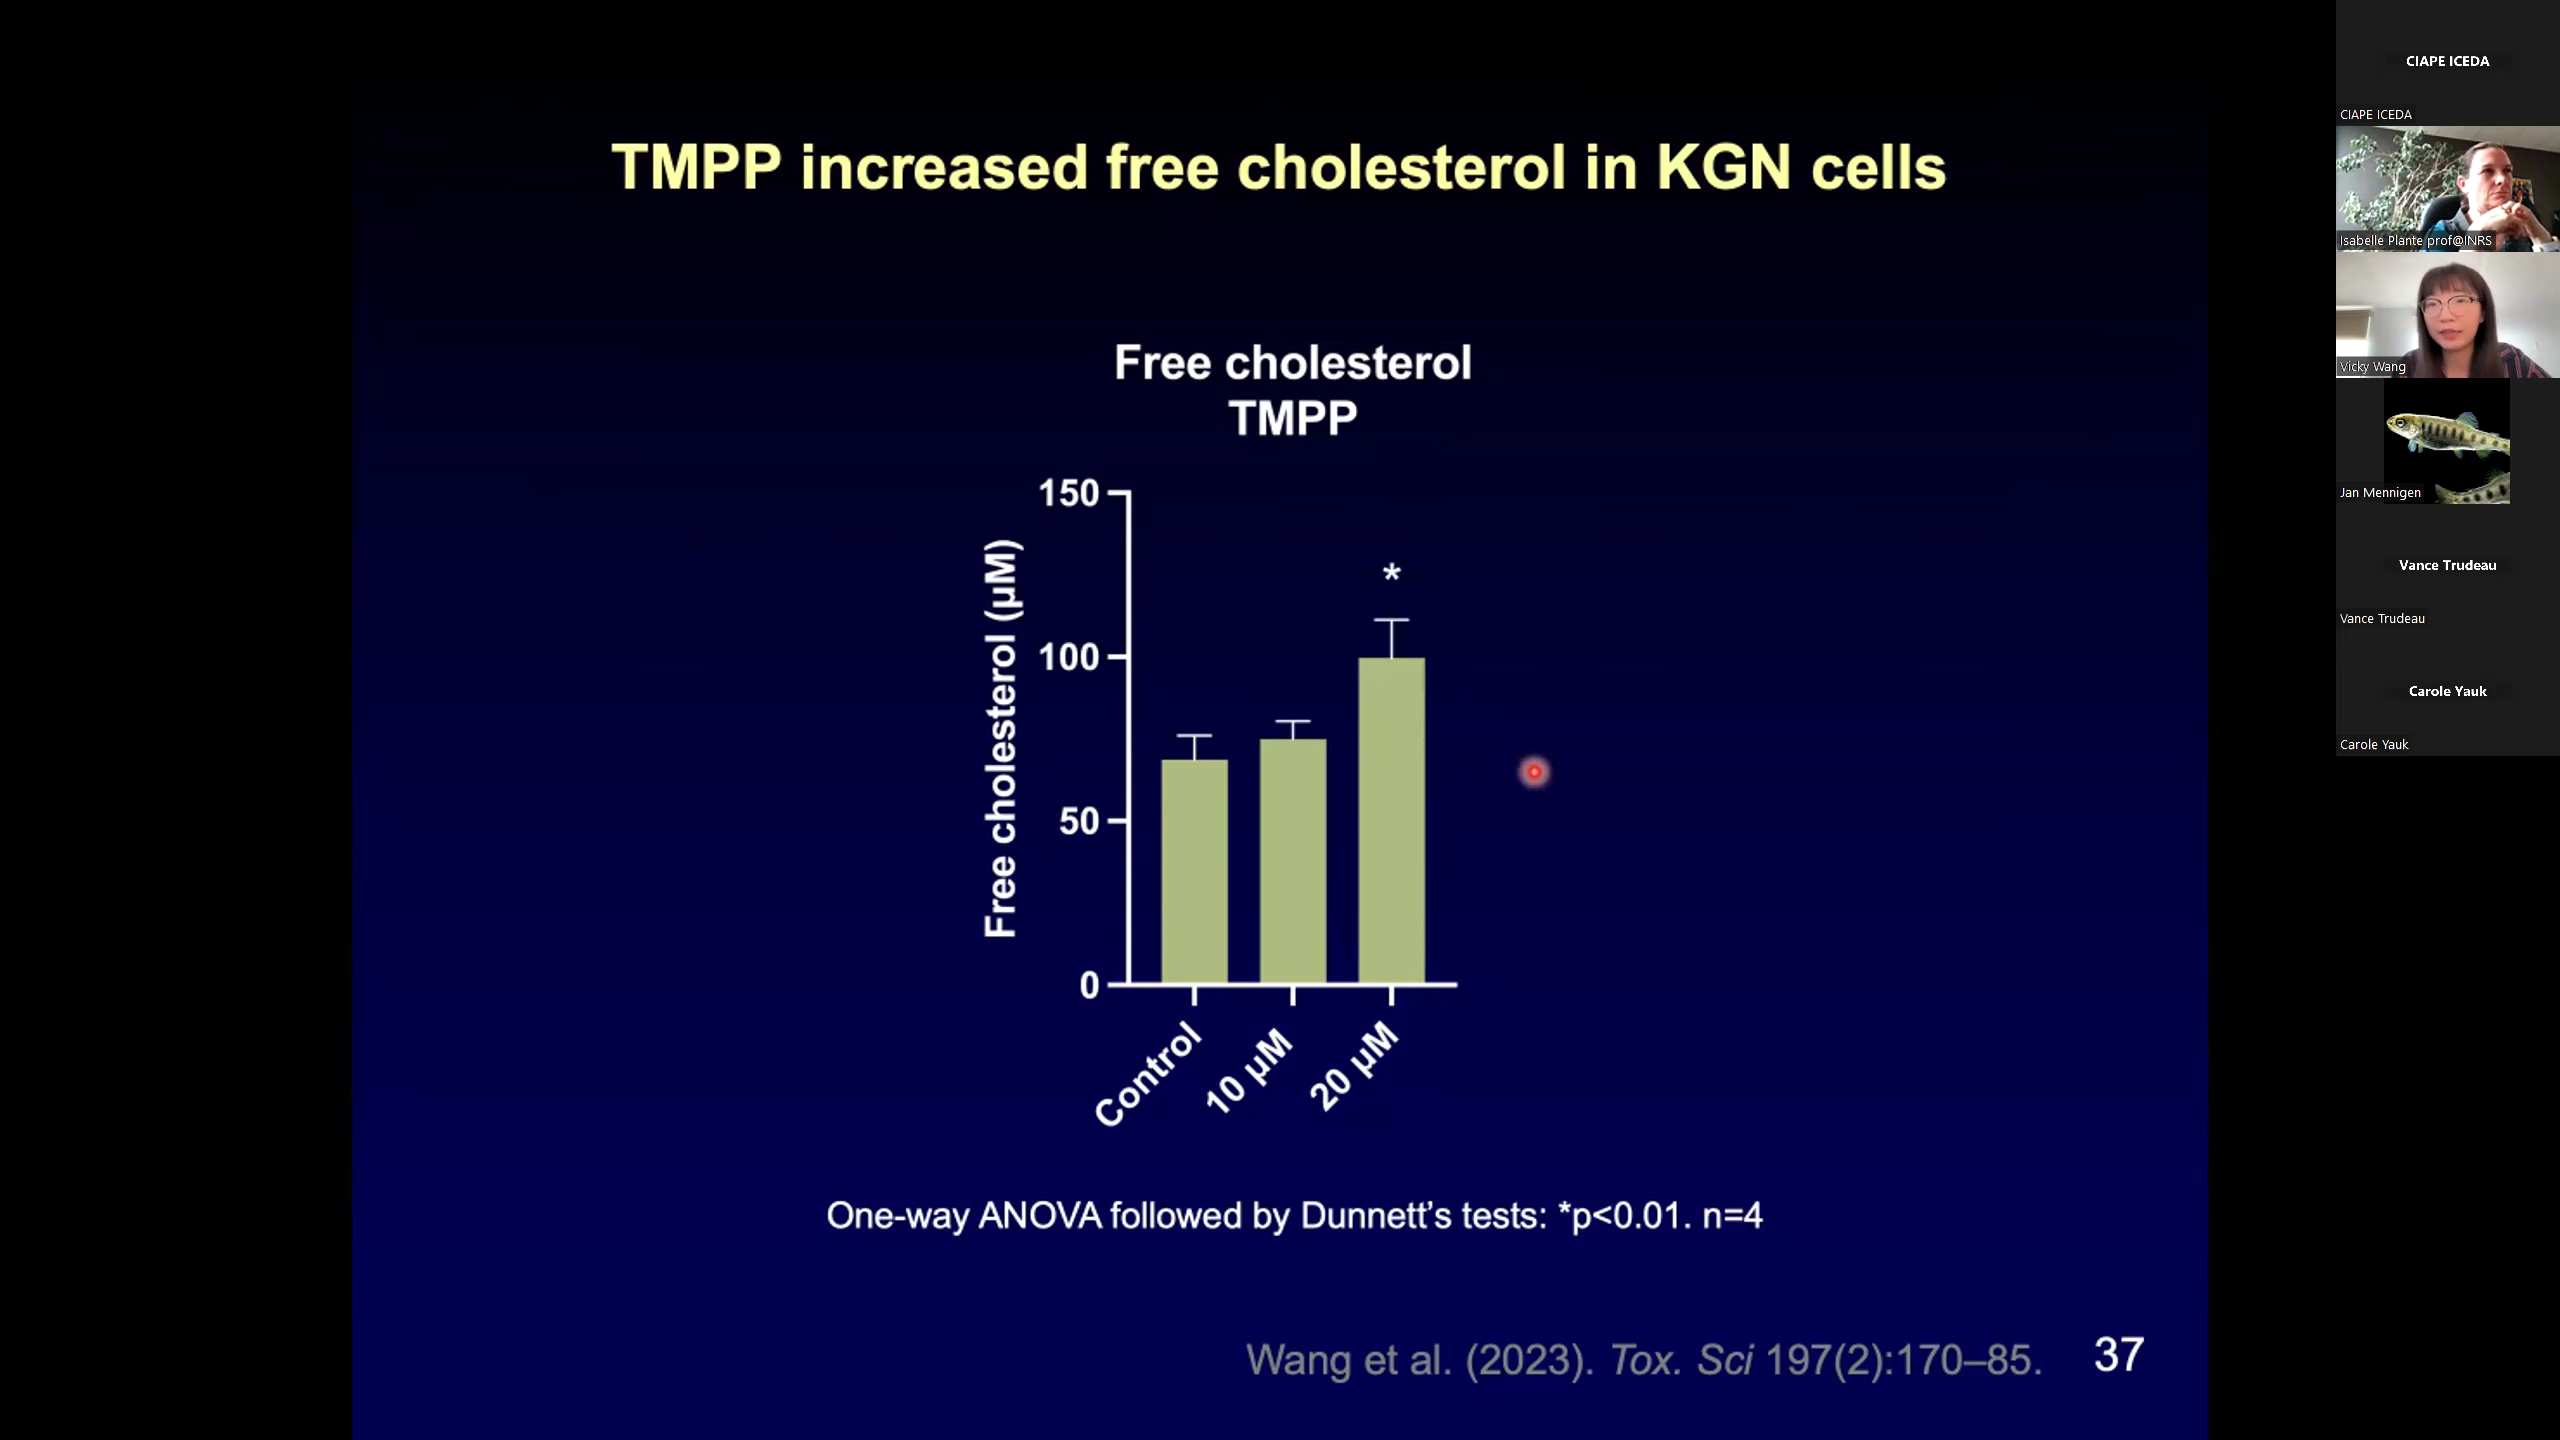 TMPP increased free cholesterol in KGN cells
Free cholesterol
TMPP
Free cholesterol (µM)
150
100
50
0
*
Control
10 µM
20 µM
One-way ANOVA followed by Dunnett’s tests: *p<0.01. n=4
Wang et al. (2023). Tox. Sci 197(2):170–85.
37
CIAPE ICEDA
CIAPE ICEDA
Isabelle Plante prof@INRS
Vicky Wang
Jan Mennigen
Vance Trudeau
Vance Trudeau
Carole Yauk
Carole Yauk